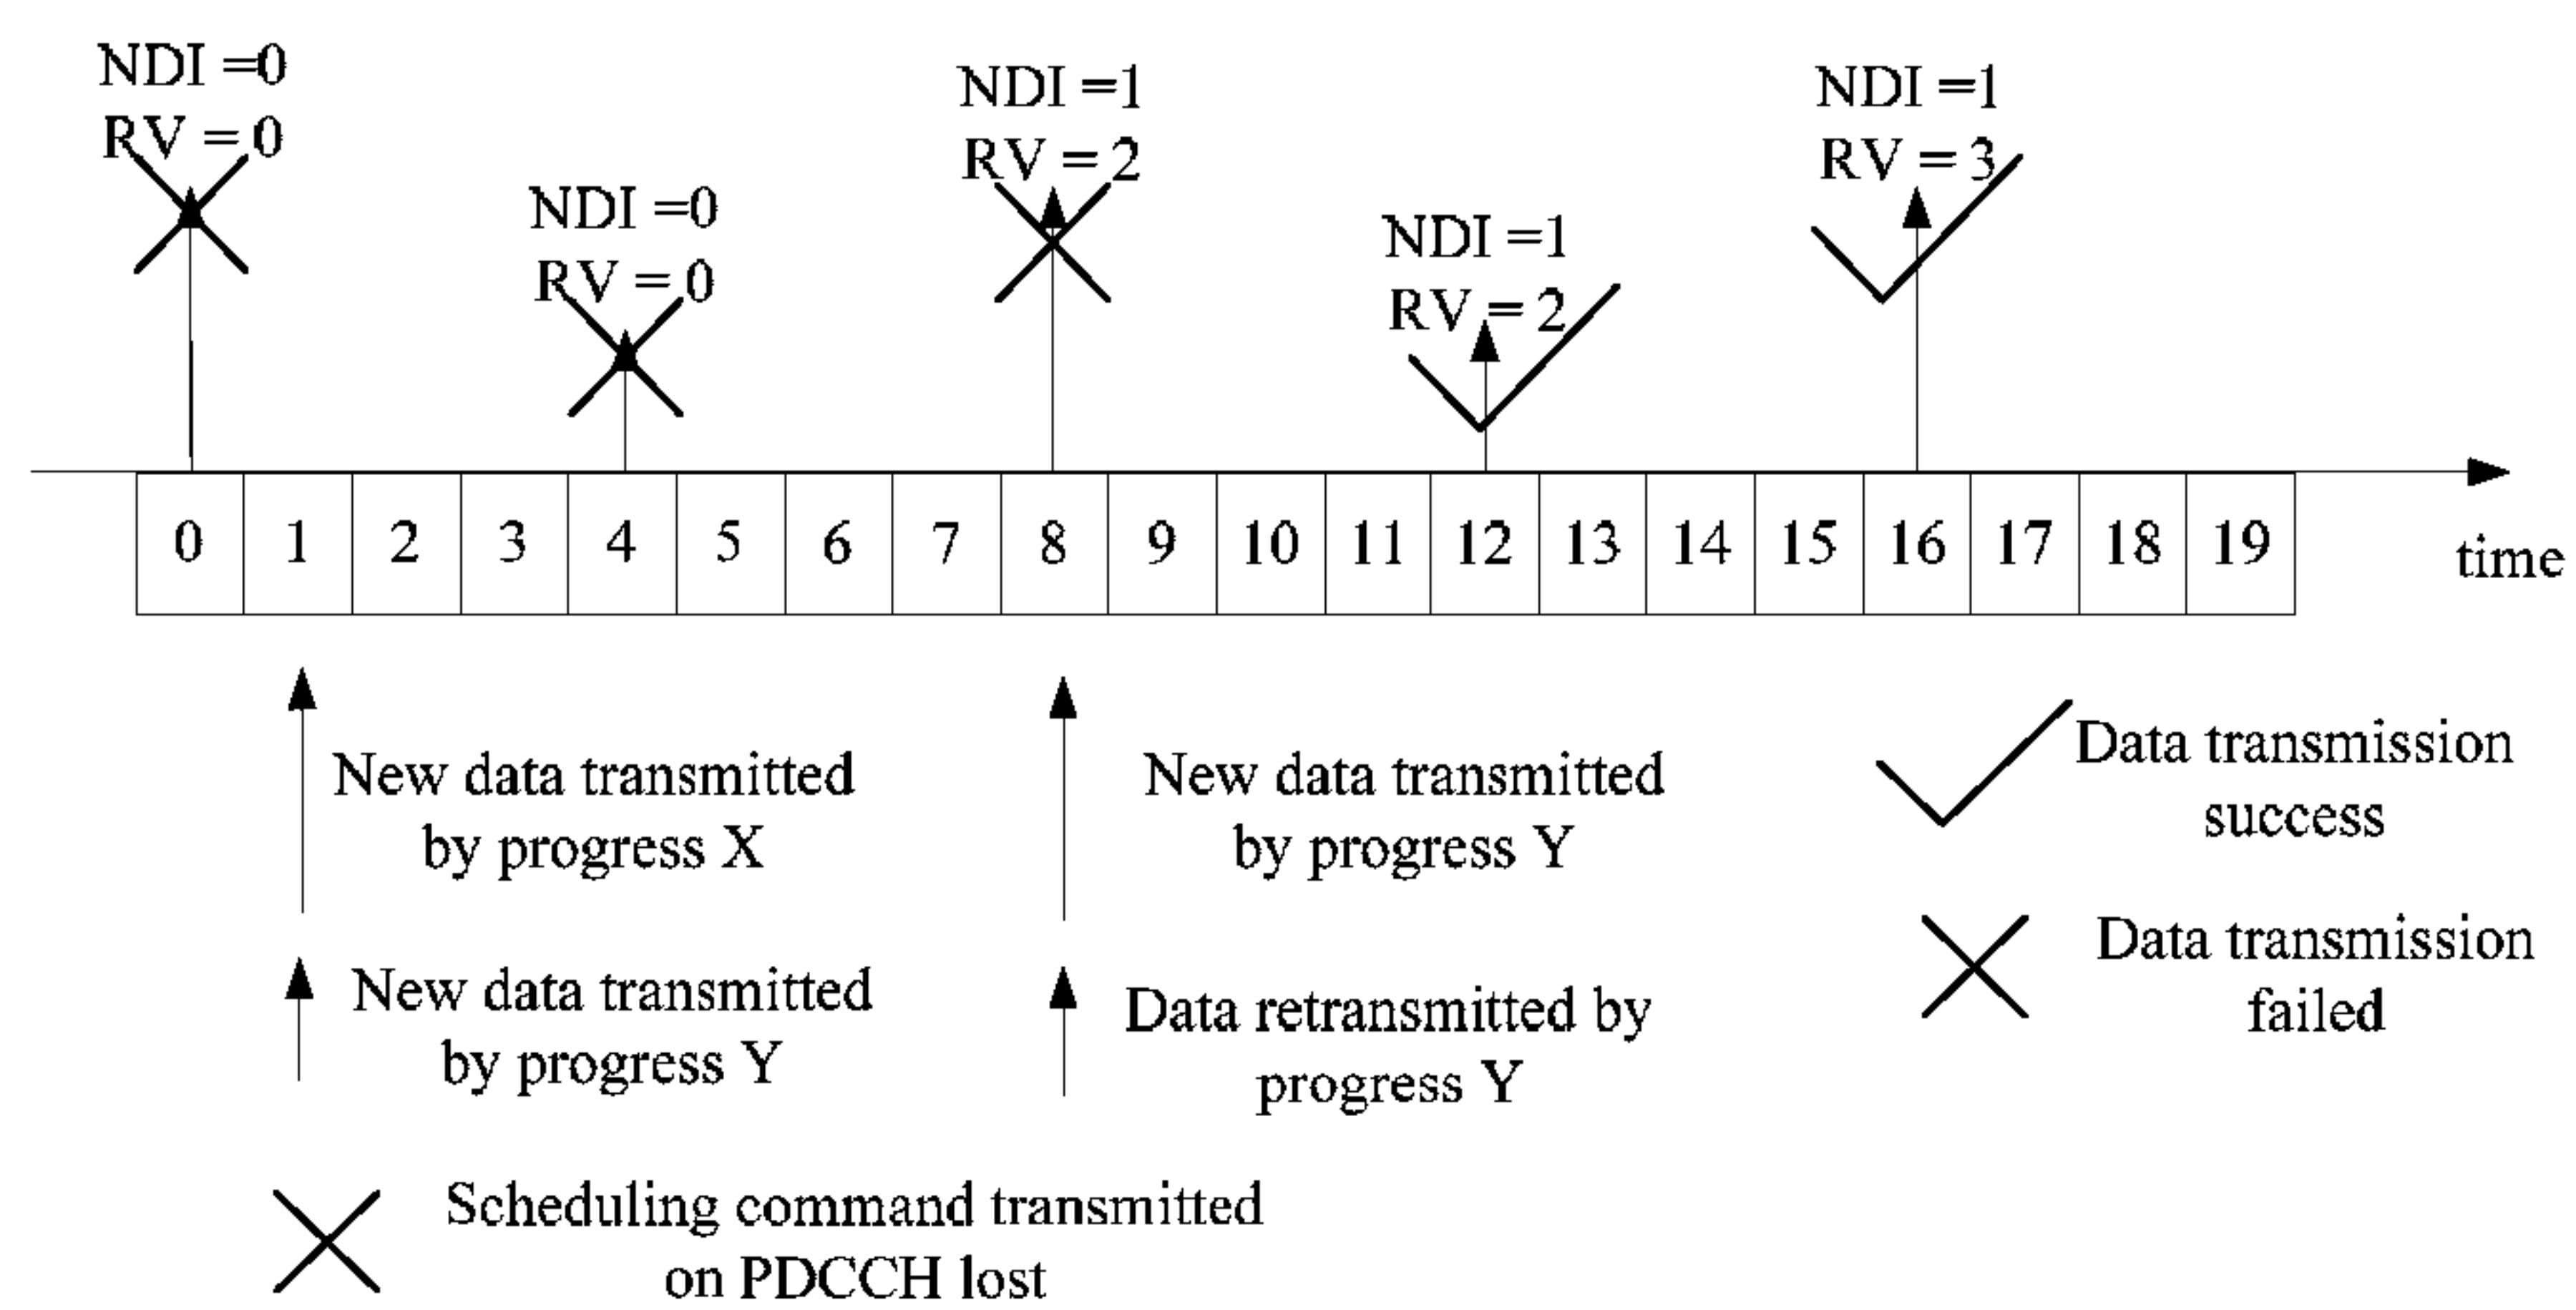 NDI =0
RV = 0
NDI =0
RV = 0
NDI =1
RV = 2
NDI =1
RV = 2
NDI =1
RV = 3
0 1 2 3 4 5 6 7 8 9 10 11 12 13 14 15 16 17 18 19
time
New data transmitted
by progress X
New data transmitted
by progress Y
New data transmitted
by progress Y
Data retransmitted by
progress Y
Data transmission
success
Data transmission
failed
Scheduling command transmitted
on PDCCH lost